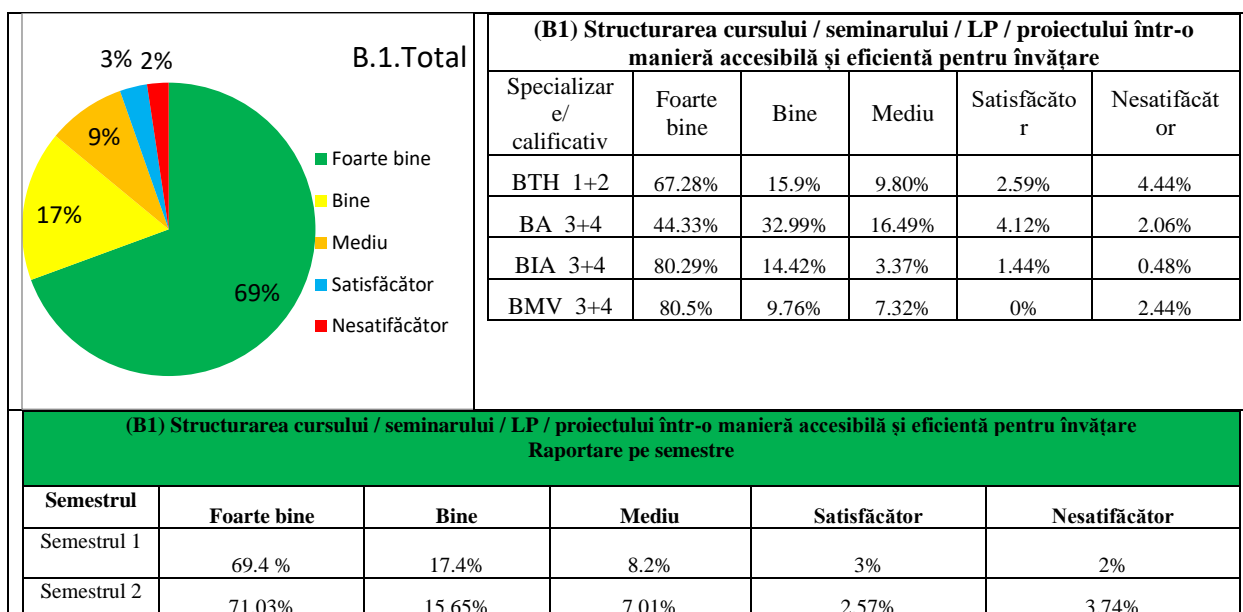 B.1.Total
3% 2%
9%
17%
69%
Foarte bine
Bine
Mediu
Satisfăcător
Nesatifăcător
(B1) Structurarea cursului / seminarului / LP / proiectului într-o
manieră accesibilă și eficientă pentru învățare
Specializar
e/
calificativ
Foarte
bine
Bine
Mediu
Satisfăcăto
r
Nesatifăcăt
or
BTH 1+2 67.28% 15.9% 9.80% 2.59% 4.44%
BA 3+4 44.33% 32.99% 16.49% 4.12% 2.06%
BIA 3+4 80.29% 14.42% 3.37% 1.44% 0.48%
BMV 3+4 80.5% 9.76% 7.32% 0% 2.44%
(B1) Structurarea cursului / seminarului / LP / proiectului într-o manieră accesibilă și eficientă pentru învățare
Raportare pe semestre
Semestrul Foarte bine Bine Mediu Satisfăcător Nesatifăcător
Semestrul 1
69.4 % 17.4% 8.2% 3% 2%
Semestrul 2
71.03% 15.65% 7.01% 2.57% 3.74%